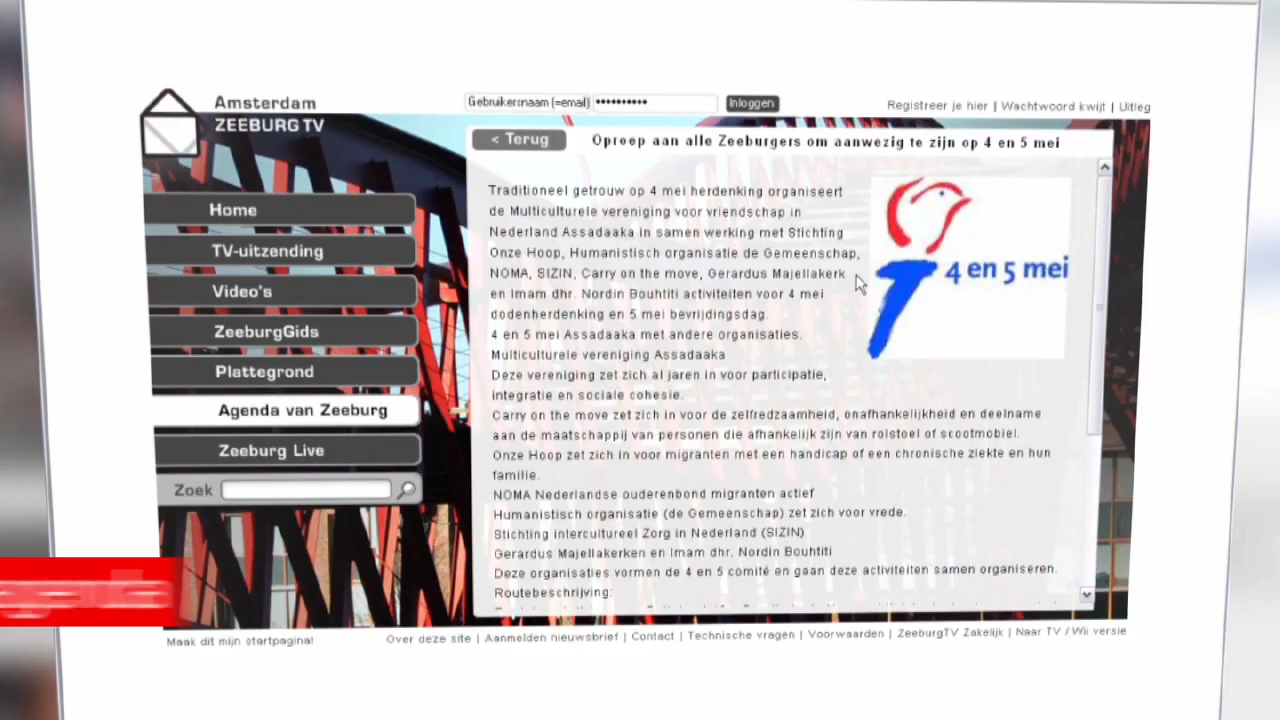 Amsterdam
ZEEBURG TV
Gebruikersnaam (=email)
Inloggen
Registreer je hier | Wachtwoord kwijt | Uitleg
< Terug
Oproep aan alle Zeeburgers om aanwezig te zijn op 4 en 5 mei
Home
TV-uitzending
Video's
ZeeburgGids
Plattegrond
Agenda van Zeeburg
Zeeburg Live
Zoek
Traditioneel getrouw op 4 mei herdenking organiseert
de Multiculturele vereniging voor vriendschap in
Nederland Assadaaka in samen werking met Stichting
Onze Hoop, Humanistisch organisatie de Gemeenschap,
NOMA, SIZIN, Carry on the move, Gerardus Majellakerk
en Imam dhr. Nordin Bouhtiti activiteiten voor 4 mei
dodenherdenking en 5 mei bevrijdingsdag.
4 en 5 mei Assadaaka met andere organisaties.
Multiculturele vereniging Assadaaka
Deze vereniging zet zich al jaren in voor participatie,
integratie en sociale cohesie.
Carry on the move zet zich in voor de zelfredzaamheid, onafhankelijkheid en deelname
aan de maatschappij van personen die afhankelijk zijn van rolstoel of scootmobiel.
Onze Hoop zet zich in voor migranten met een handicap of een chronische ziekte en hun
familie.
NOMA Nederlandse ouderenbond migranten actief
Humanistisch organisatie (de Gemeenschap) zet zich voor vrede.
Stichting intercultureel Zorg in Nederland (SIZIN)
Gerardus Majellakerken en Imam dhr. Nordin Bouhtiti
Deze organisaties vormen de 4 en 5 comité en gaan deze activiteiten samen organiseren.
Routebeschrijving:
4 en 5 mei
Maak dit mijn startpagina!
Over deze site | Aanmelden nieuwsbrief | Contact | Technische vragen | Voorwaarden | ZeeburgTV Zakelijk | Naar TV / Wii versie